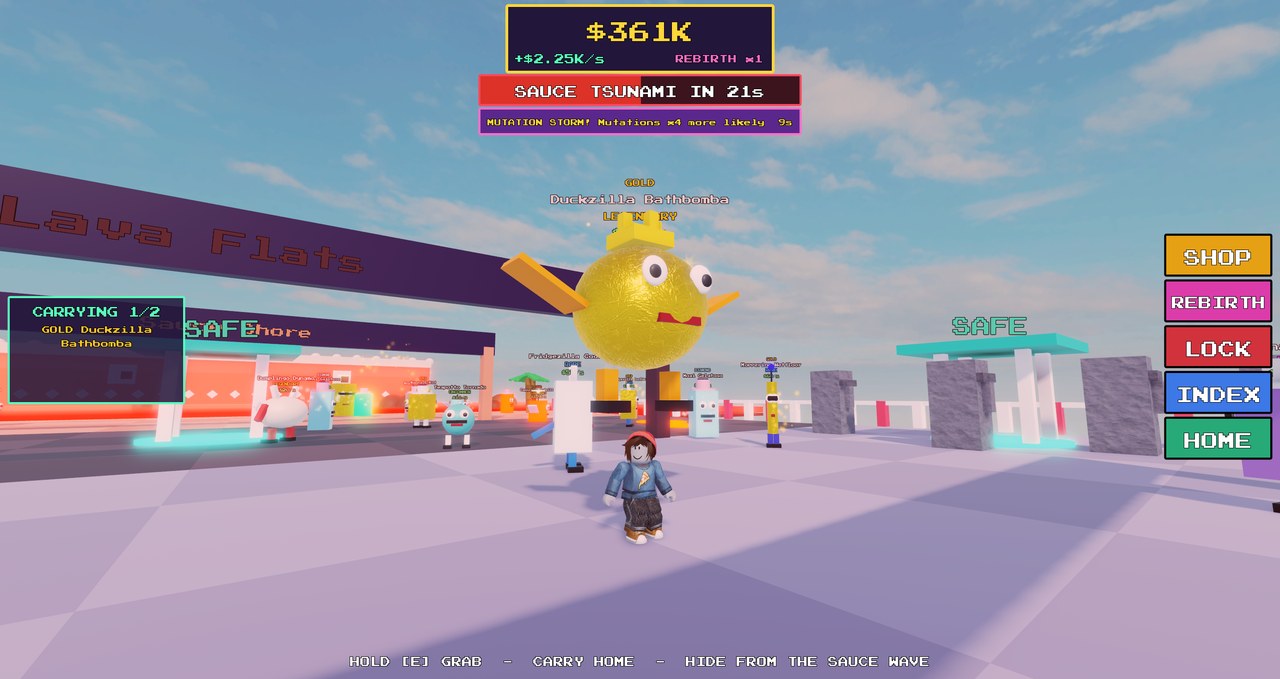 $361K
+$2.25K/s
REBIRTH x1
SAUCE TSUNAMI IN 21s
MUTATION STORM! Mutations x4 more likely 9s
GOLD
Duckzilla Bathbomba
LEGENDARY
Lava Flats
CARRYING 1/2
GOLD Duckzilla
Bathbomba
SAFE
Shore
SAFE
SHOP
REBIRTH
LOCK
INDEX
HOME
HOLD [E] GRAB - CARRY HOME - HIDE FROM THE SAUCE WAVE